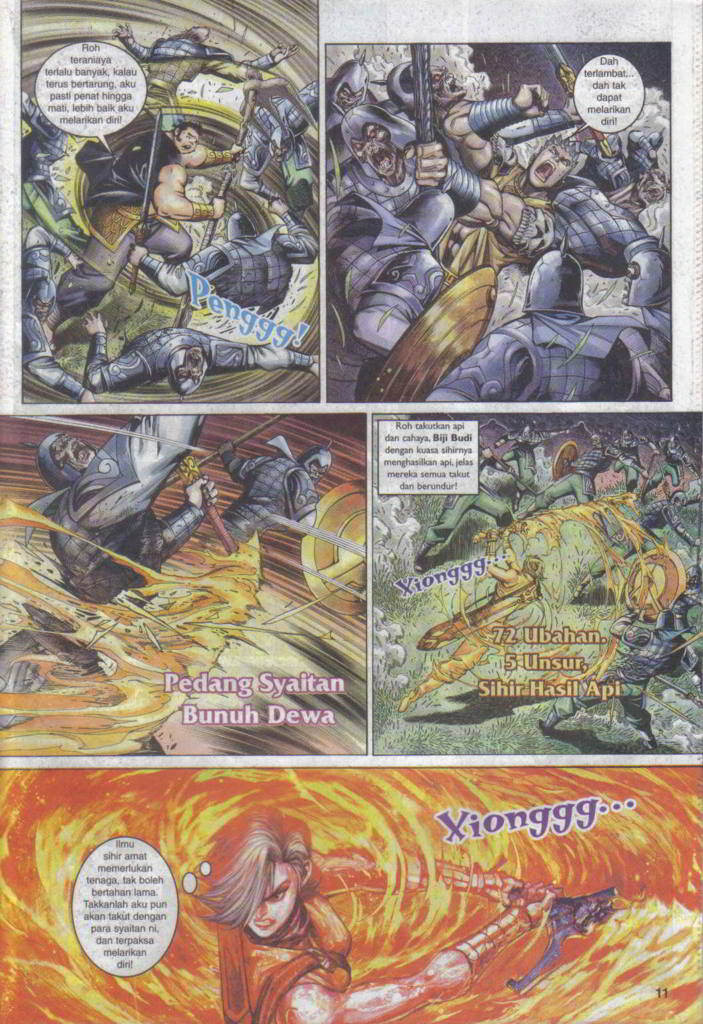 Roh
teraniaya
terlalu banyak, kalau
terus bertarung, aku
pasti penat hingga
mati, lebih baik aku
melarikan diri!
Penggg!
Dah
terlambat...
dah tak
dapat
melarikan
diri!
Pedang Syaitan
Bunuh Dewa
Roh takutkan api
dan cahaya, Biji Budi
dengan kuasa sihirnya
menghasilkan api, jelas
mereka semua takut
dan berundur!
Xionggg...
72 Ubahan.
5 Unsur,
Sihir Hasil Api
Ilmu
sihir amat
memerlukan
tenaga, tak boleh
bertahan lama.
Takkanlah aku pun
akan takut dengan
para syaitan ni,
dan terpaksa
melarikan
diri!
Xionggg...
11